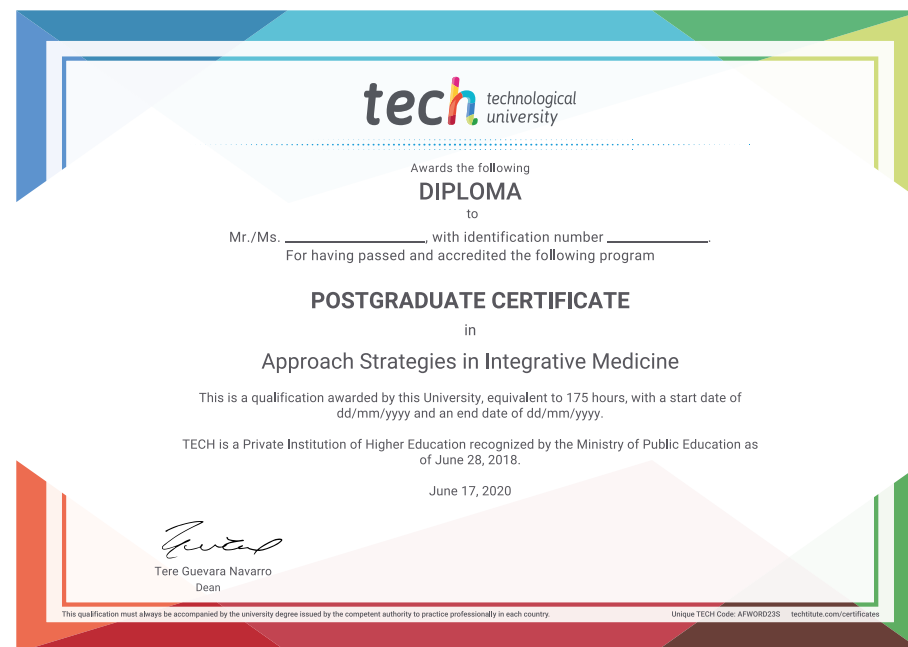 tech technological
university
Awards the following
DIPLOMA
to
Mr./Ms. ____________________, with identification number ______________.
For having passed and accredited the following program
POSTGRADUATE CERTIFICATE
in
Approach Strategies in Integrative Medicine
This is a qualification awarded by this University, equivalent to 175 hours, with a start date of
dd/mm/yyyy and an end date of dd/mm/yyyy.
TECH is a Private Institution of Higher Education recognized by the Ministry of Public Education as
of June 28, 2018.
June 17, 2020
Tere Guevara Navarro
Dean
This qualification must always be accompanied by the university degree issued by the competent authority to practice professionally in each country. Unique TECH Code: AFWORD23S techtitute.com/certificates